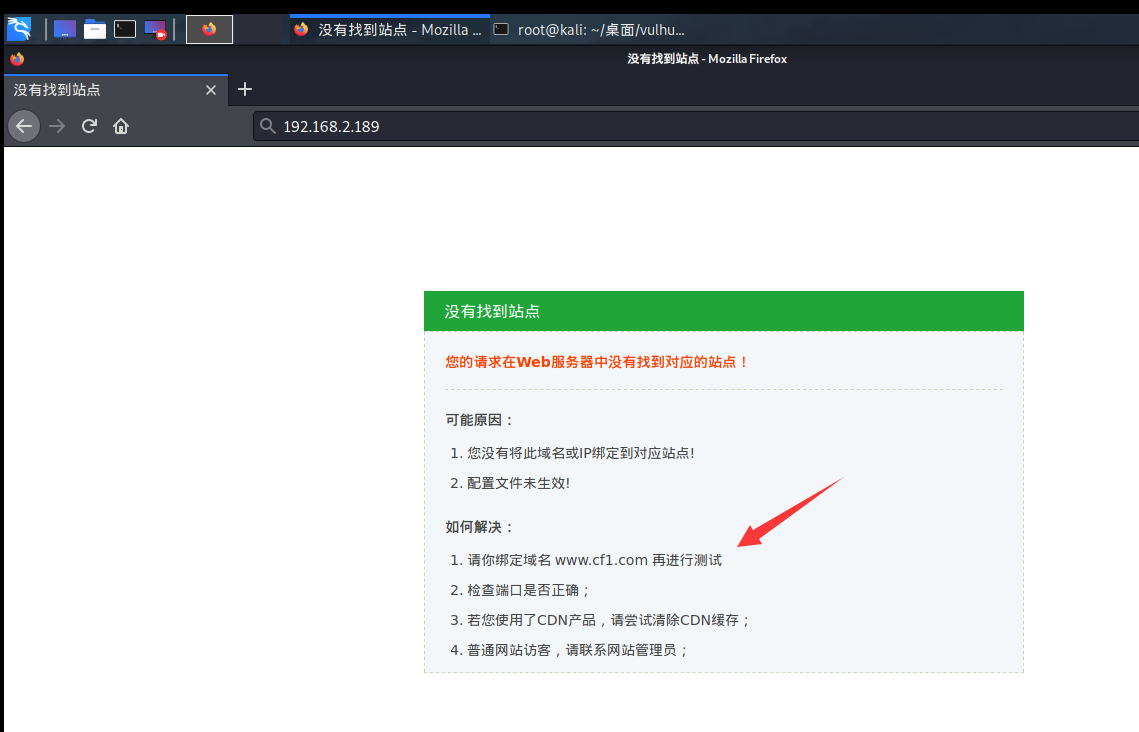 没有找到站点 - Mozilla ...
root@kali: ~/桌面/vulhu...
没有找到站点 - Mozilla Firefox
没有找到站点
192.168.2.189
没有找到站点
您的请求在Web服务器中没有找到对应的站点！
可能原因：
1. 您没有将此域名或IP绑定到对应站点!
2. 配置文件未生效!
如何解决：
1. 请你绑定域名 www.cf1.com 再进行测试
2. 检查端口是否正确；
3. 若您使用了CDN产品，请尝试清除CDN缓存；
4. 普通网站访客，请联系网站管理员；